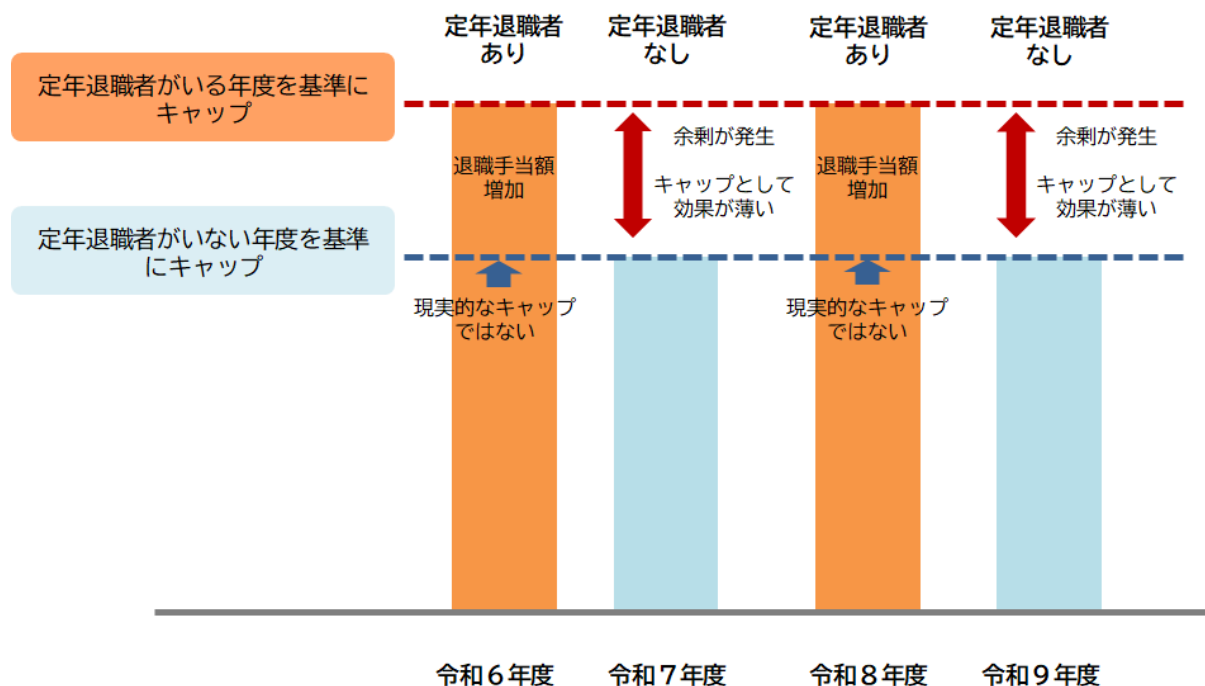 定年退職者
あり
定年退職者
なし
定年退職者
あり
定年退職者
なし
定年退職者がいる年度を基準に
キャップ
余剰が発生
余剰が発生
退職手当額
増加
キャップとして
効果が薄い
退職手当額
増加
キャップとして
効果が薄い
定年退職者がいない年度を基準
にキャップ
現実的なキャップ
ではない
現実的なキャップ
ではない
令和６年度
令和７年度
令和８年度
令和９年度